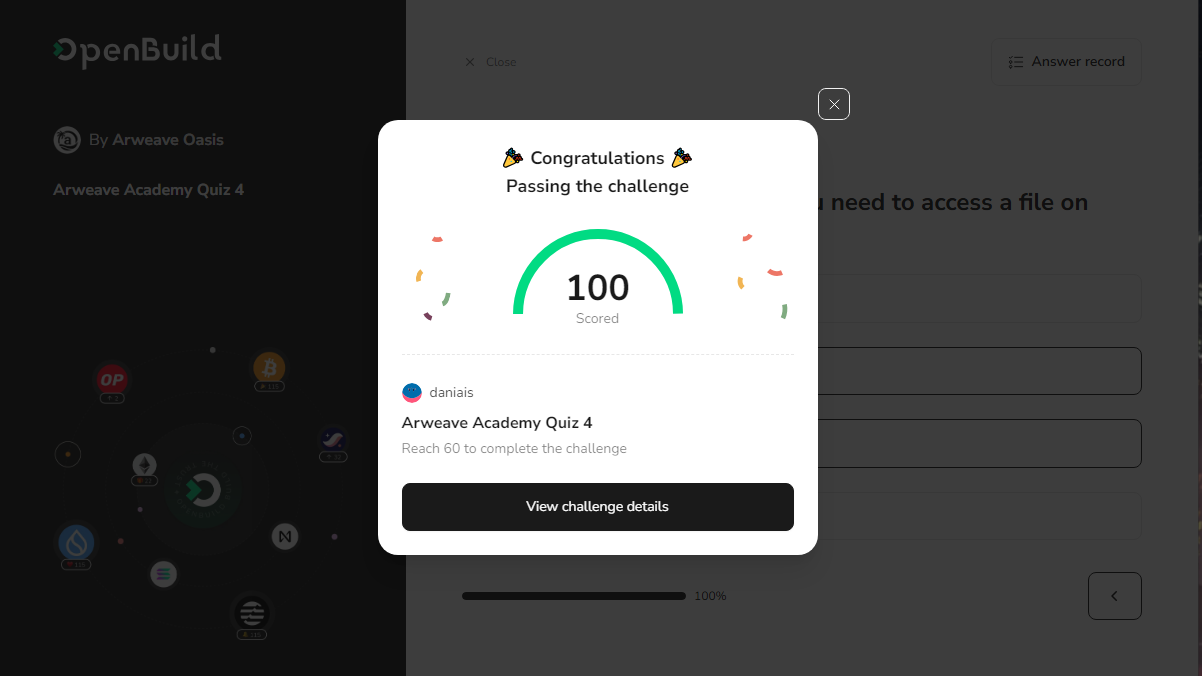 OpenBuild
By Arweave Oasis
Arweave Academy Quiz 4
OP
Close
Answer record
need to access a file on
Congratulations
Passing the challenge
100
Scored
daniais
Arweave Academy Quiz 4
Reach 60 to complete the challenge
View challenge details
100%